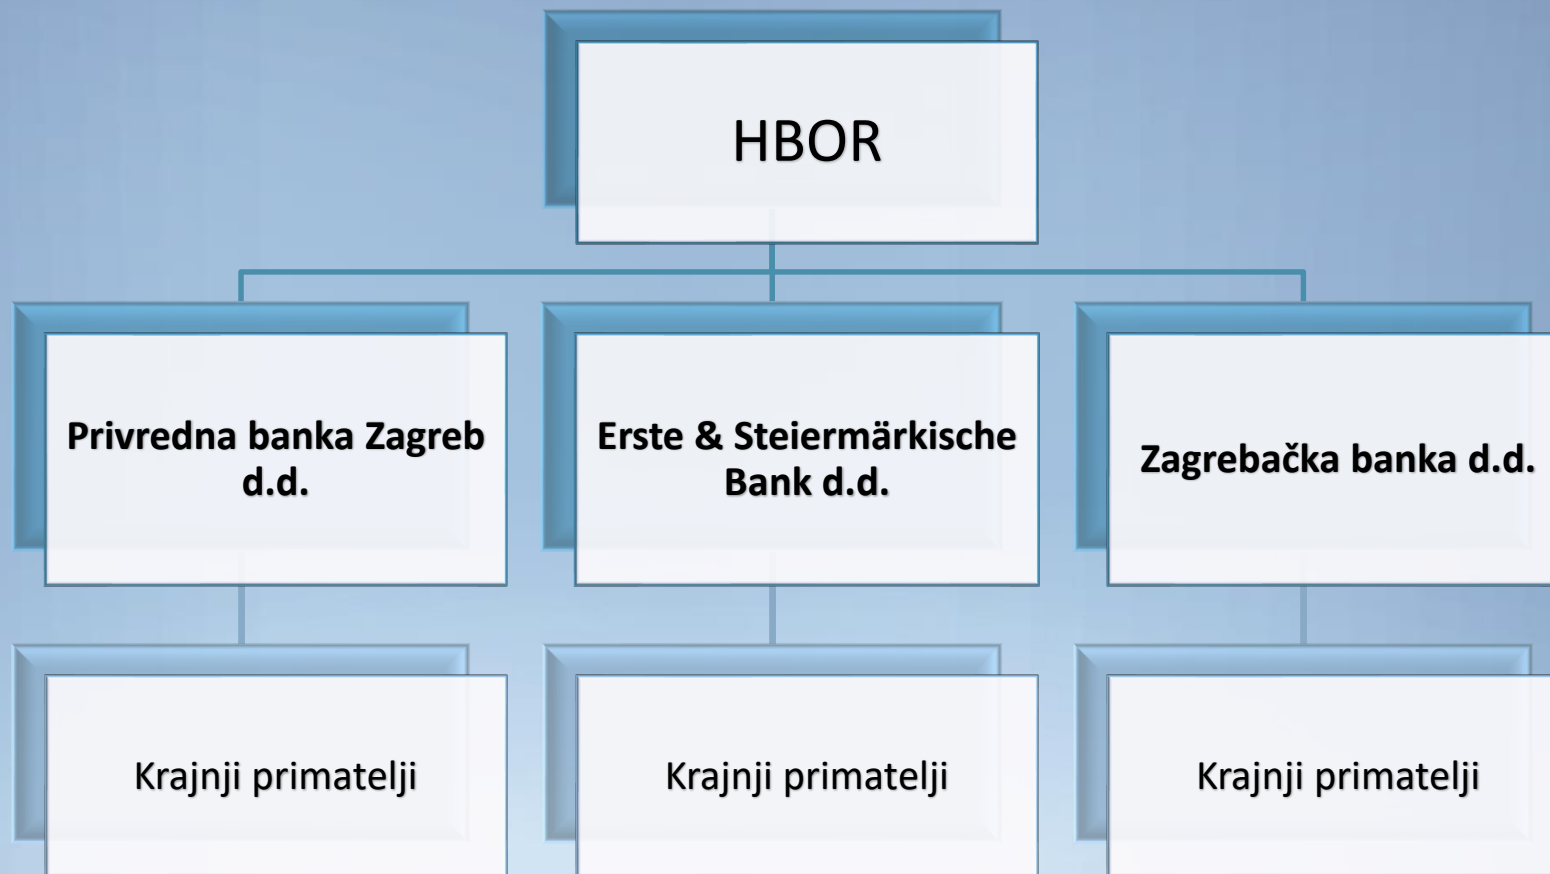 HBOR
Privredna banka Zagreb
d.d.
Erste & Steiermärkische
Bank d.d.
Zagrebačka banka d.d.
Krajnji primatelji
Krajnji primatelji
Krajnji primatelji